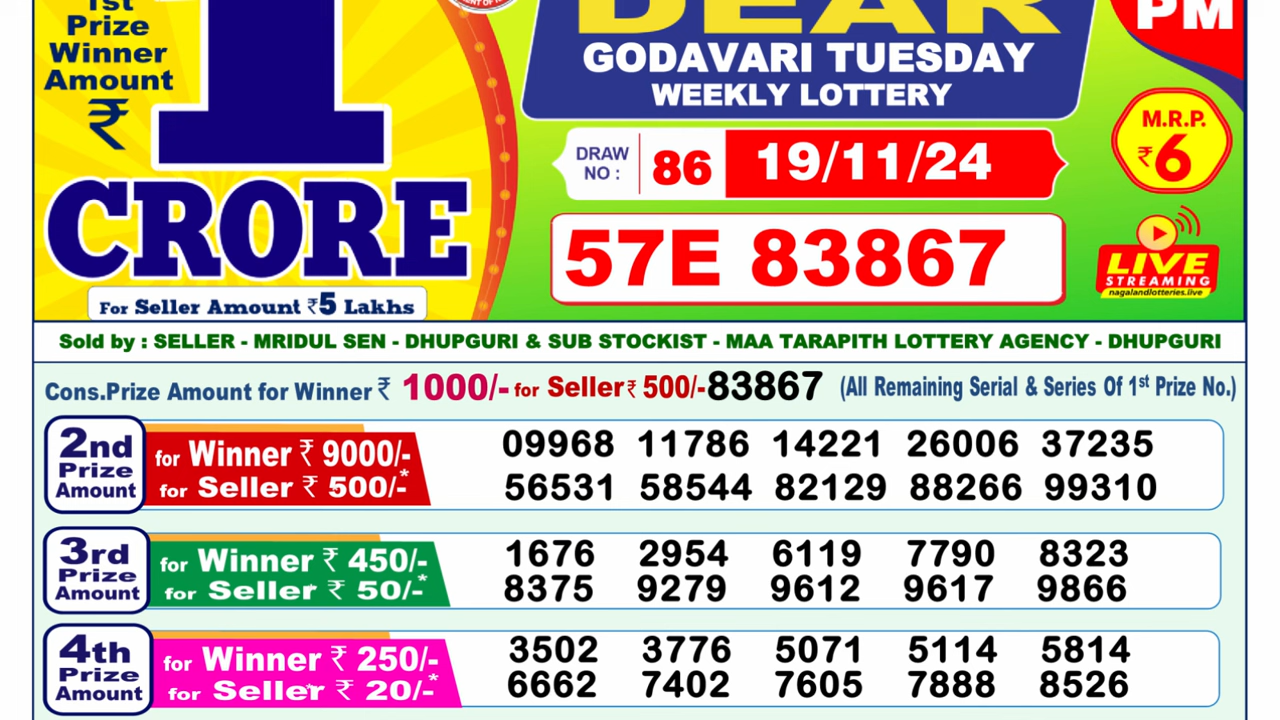 1st
Prize
Winner
Amount
₹
1
CRORE
For Seller Amount ₹5 Lakhs
DEAR
GODAVARI TUESDAY
WEEKLY LOTTERY
PM
DRAW NO : 86 19/11/24
M.R.P.
₹6
57E 83867
LIVE
STREAMING
nagalandlotteries.live
Sold by : SELLER - MRIDUL SEN - DHUPGURI & SUB STOCKIST - MAA TARAPITH LOTTERY AGENCY - DHUPGURI
Cons.Prize Amount for Winner ₹ 1000/- for Seller ₹ 500/- 83867 (All Remaining Serial & Series Of 1st Prize No.)
2nd Prize Amount
for Winner ₹ 9000/-
for Seller ₹ 500/-*
09968 11786 14221 26006 37235
56531 58544 82129 88266 99310
3rd Prize Amount
for Winner ₹ 450/-
for Seller ₹ 50/-*
1676 2954 6119 7790 8323
8375 9279 9612 9617 9866
4th Prize Amount
for Winner ₹ 250/-
for Seller ₹ 20/-*
3502 3776 5071 5114 5814
6662 7402 7605 7888 8526